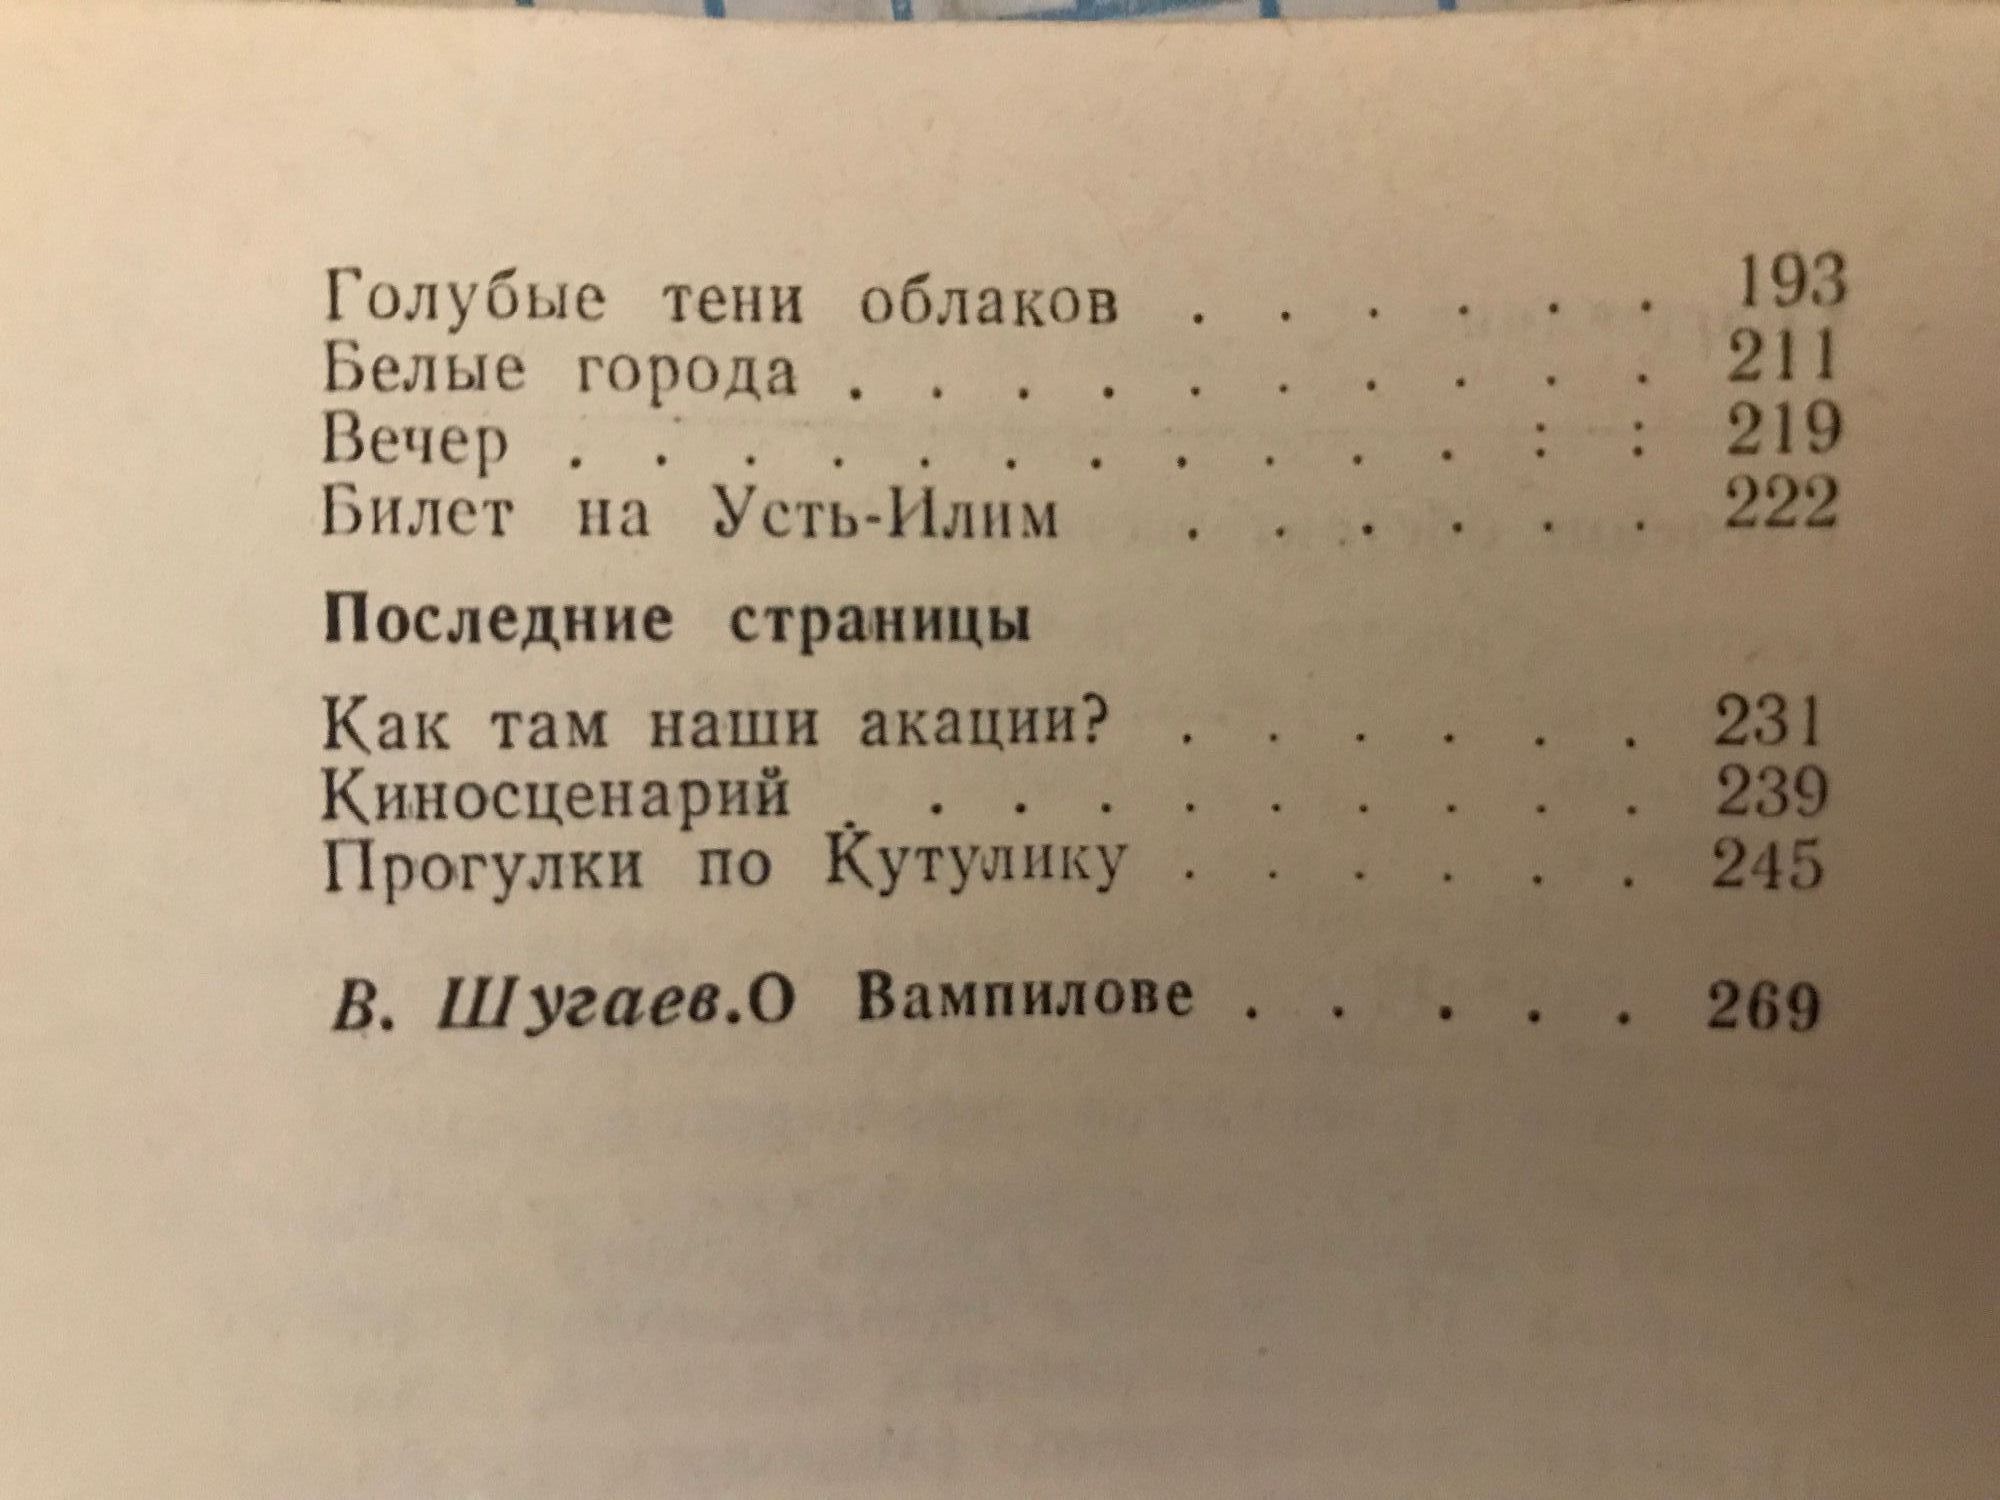 Голубые тени облаков . . . . . . 193
Белые города . . . . . . . . . . 211
Вечер . . . . . . . . . . . : : 219
Билет на Усть-Илим . . . . . . 222
Последние страницы
Как там наши акации? . . . . . . 231
Киносценарий . . . . . . . . . . 239
Прогулки по Кутулику . . . . . . 245
В. Шугаев. О Вампилове . . . . . 269